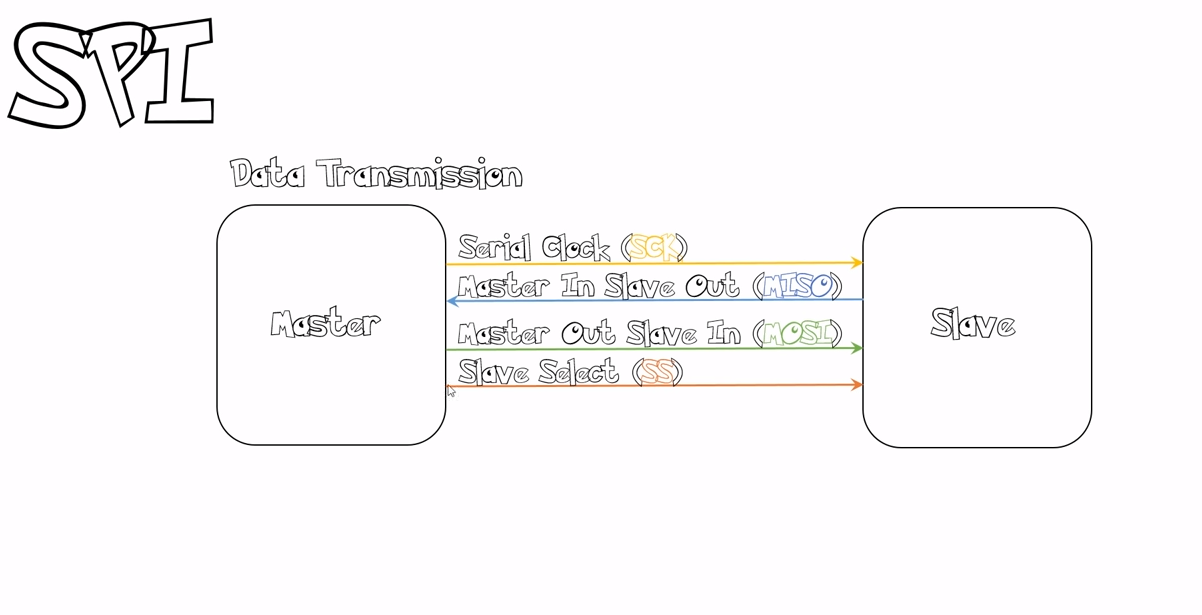 SPI
Data Transmission
Serial Clock (SCK)
Master In Slave Out (MISO)
Master
Master Out Slave In (MOSI)
Slave
Slave Select (SS)